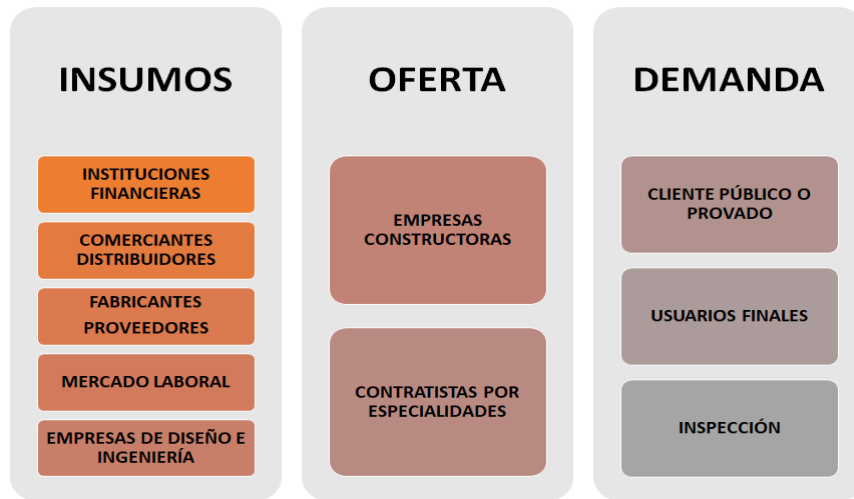 INSUMOS
INSTITUCIONES
FINANCIERAS
COMERCIANTES
DISTRIBUIDORES
FABRICANTES
PROVEEDORES
MERCADO LABORAL
EMPRESAS DE DISEÑO E
INGENIERÍA
OFERTA
EMPRESAS
CONSTRUCTORAS
CONTRATISTAS POR
ESPECIALIDADES
DEMANDA
CLIENTE PÚBLICO O
PROVADO
USUARIOS FINALES
INSPECCIÓN